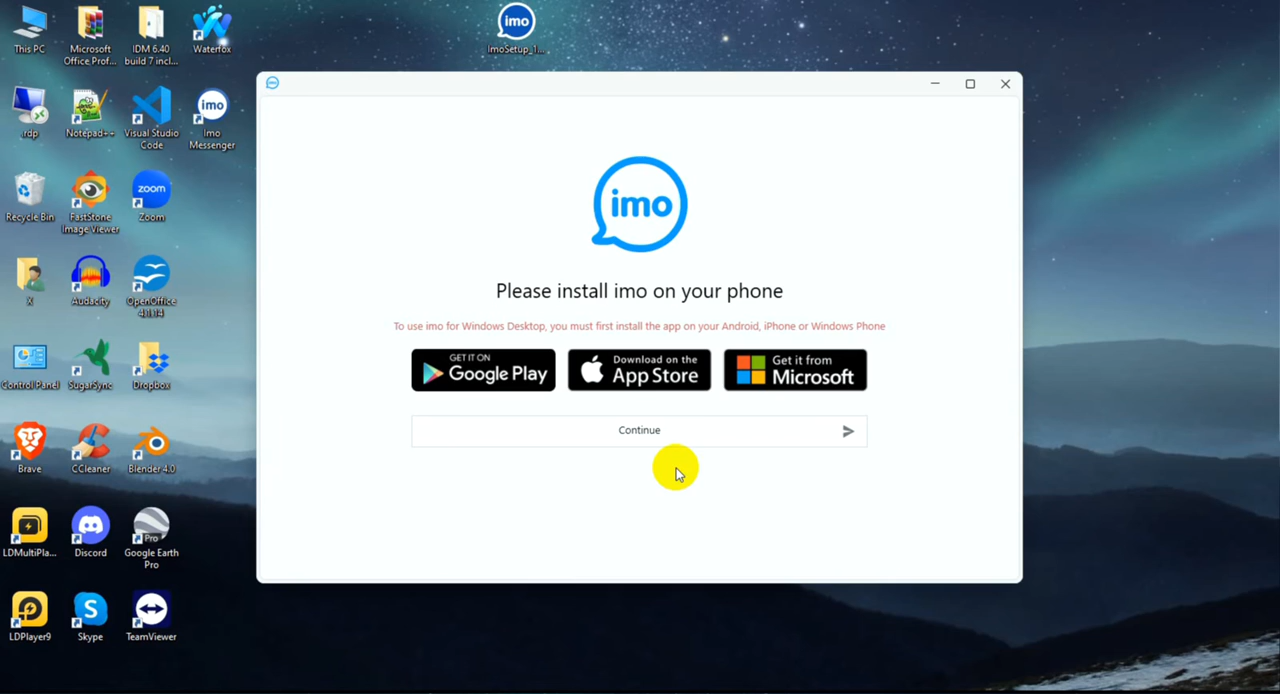 This PC
Microsoft
Office Prof...
IDM 6.40
build 7 incl...
Waterfox
imo
ImoSetup_1...
.rdp
Notepad++
Visual Studio
Code
imo
Imo
Messenger
Recycle Bin
FastStone
Image Viewer
zoom
Zoom
X
Audacity
OpenOffice
4.1.14
Control Panel
SugarSync
Dropbox
Brave
CCleaner
Blender 4.0
LDMultiPla...
Discord
Pro
Google Earth
Pro
LDPlayer9
S
Skype
TeamViewer
imo
Please install imo on your phone
To use imo for Windows Desktop, you must first install the app on your Android, iPhone or Windows Phone
GET IT ON
Google Play
Download on the
App Store
Get it from
Microsoft
Continue